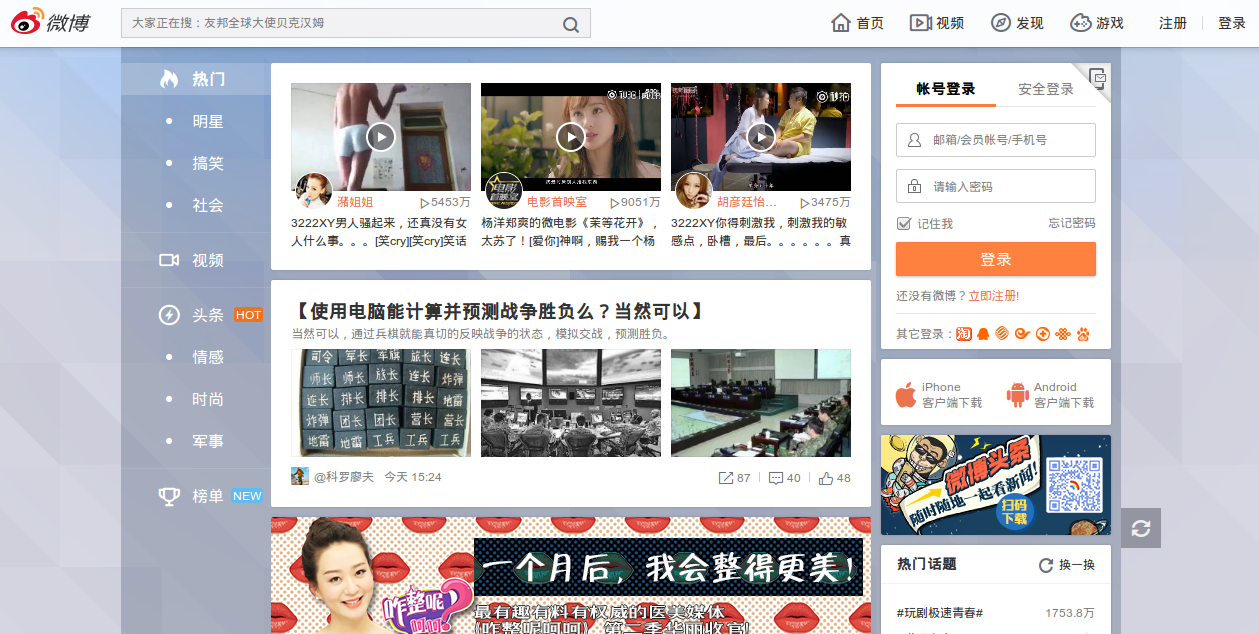 微博
大家正在搜：友邦全球大使贝克汉姆
首页
视频
发现
游戏
注册
登录
热门
明星
搞笑
社会
视频
头条 HOT
情感
时尚
军事
榜单 NEW
潴姐姐 5453万
3222XY男人骚起来，还真没有女
人什么事。。。[笑cry][笑cry]笑话
电影
首映室
电影首映室 9051万
杨洋郑爽的微电影《茉等花开》，
太苏了！[爱你]神啊，赐我一个杨
秒拍
胡彦廷怡... 3475万
3222XY你得刺激我，刺激我的敏
感点，卧槽，最后。。。。。。真
【使用电脑能计算并预测战争胜负么？当然可以】
当然可以，通过兵模就能真切的反映战争的状态，模拟交战，预测胜负。
司令 军长 军旗 旅长 连长
师长 师长 旅长 连长 炸弹
连长 排长 排长 排长 地雷
炸弹 团长 团长 营长 营长
地雷 地雷 工兵 工兵 工兵
@科罗廖夫 今天 15:24
87
40
48
一个月后，我会整得更美！
咋整呢？
呵呵
最有趣有料有权威的医美媒体
《咋整呢呵呵》第二季华丽收官！
帐号登录
安全登录
邮箱/会员帐号/手机号
请输入密码
记住我
忘记密码
登录
还没有微博？立即注册!
其它登录：
淘
iPhone
客户端下载
Android
客户端下载
微博头条
随时随地一起看新闻！
扫码
下载
热门话题
换一换
#玩剧极速青春# 1753.8万